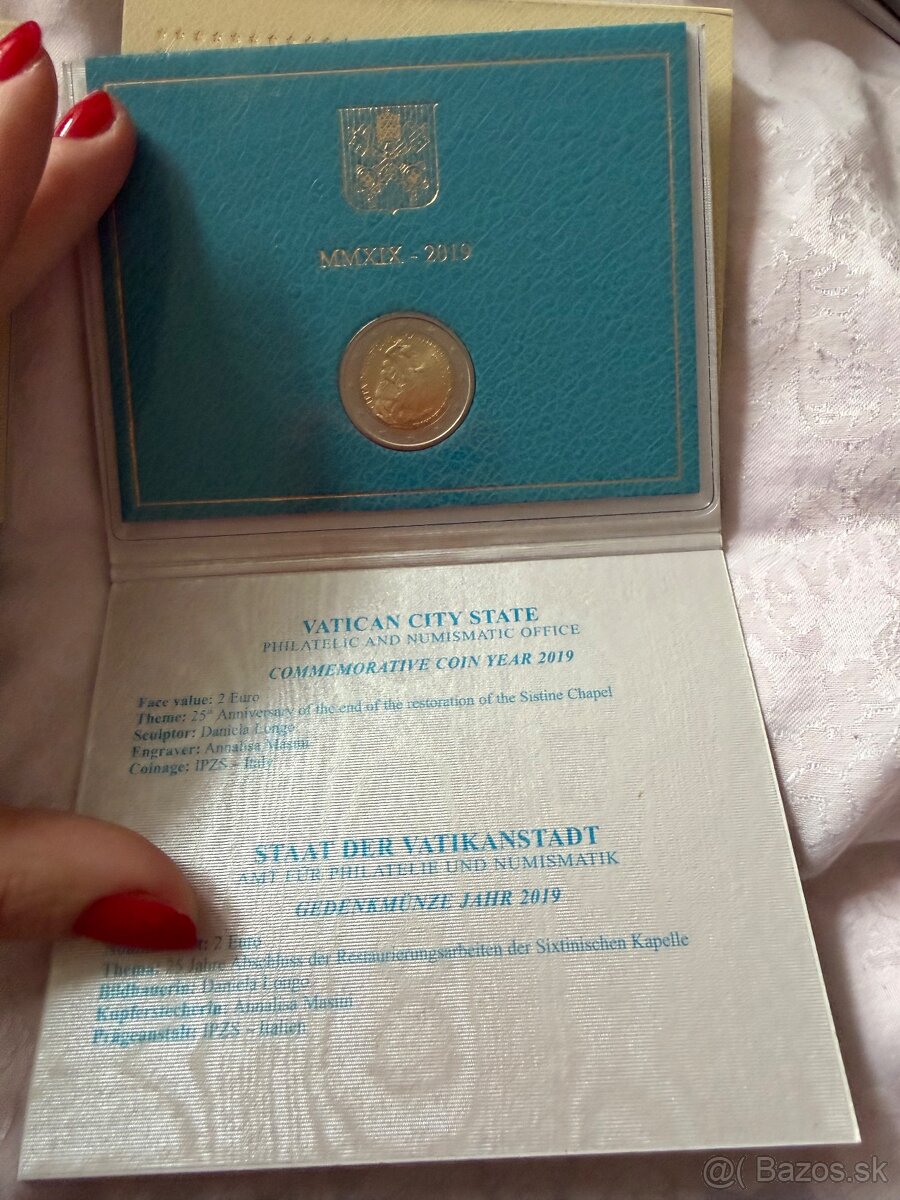 MMXIX - 2019
VATICAN CITY STATE
PHILATELIC AND NUMISMATIC OFFICE
COMMEMORATIVE COIN YEAR 2019
Face value: 2 Euro
Theme: 25th Anniversary of the end of the restoration of the Sistine Chapel
Sculptor: Daniela Longo
Engraver: Annalisa Masini
Coinage: IPZS - Italy
STAAT DER VATIKANSTADT
AMT FÜR PHILATELIE UND NUMISMATIK
GEDENKMÜNZE JAHR 2019
2 Euro
Thema: 25 Jahre Abschluss der Restaurierungsarbeiten der Sixtinischen Kapelle
Bildhauerin: Daniela Longo
Kupferstecherin: Annalisa Masini
Prägeanstalt: IPZS - Italien
@( Bazos.sk